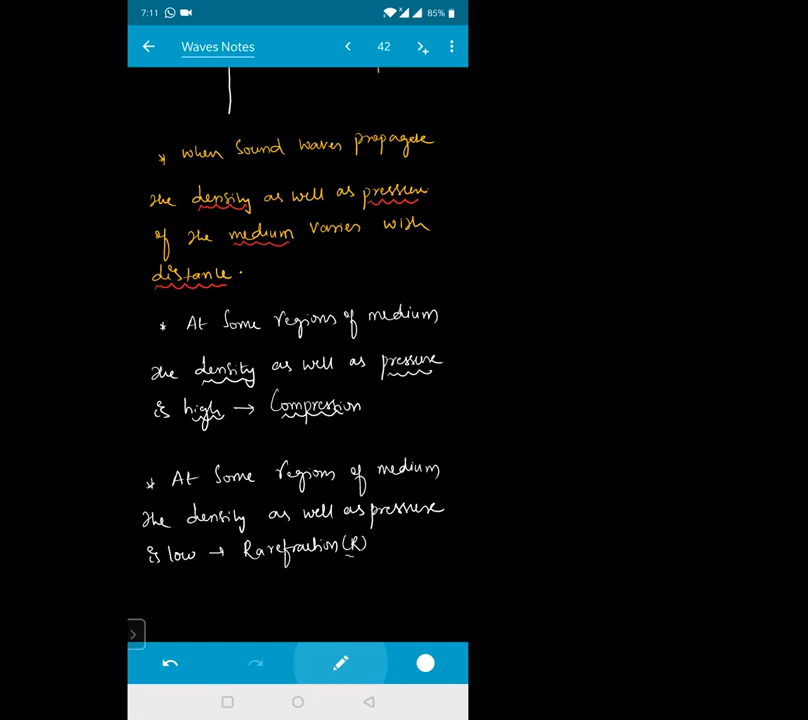 7:11 85%
Waves Notes 42
* When Sound waves propagate
the density as well as pressure
of the medium varies with
distance.
* At Some regions of medium
the density as well as pressure
is high → Compression
* At Some regions of medium
the density as well as pressure
is low → Rarefraction (R)